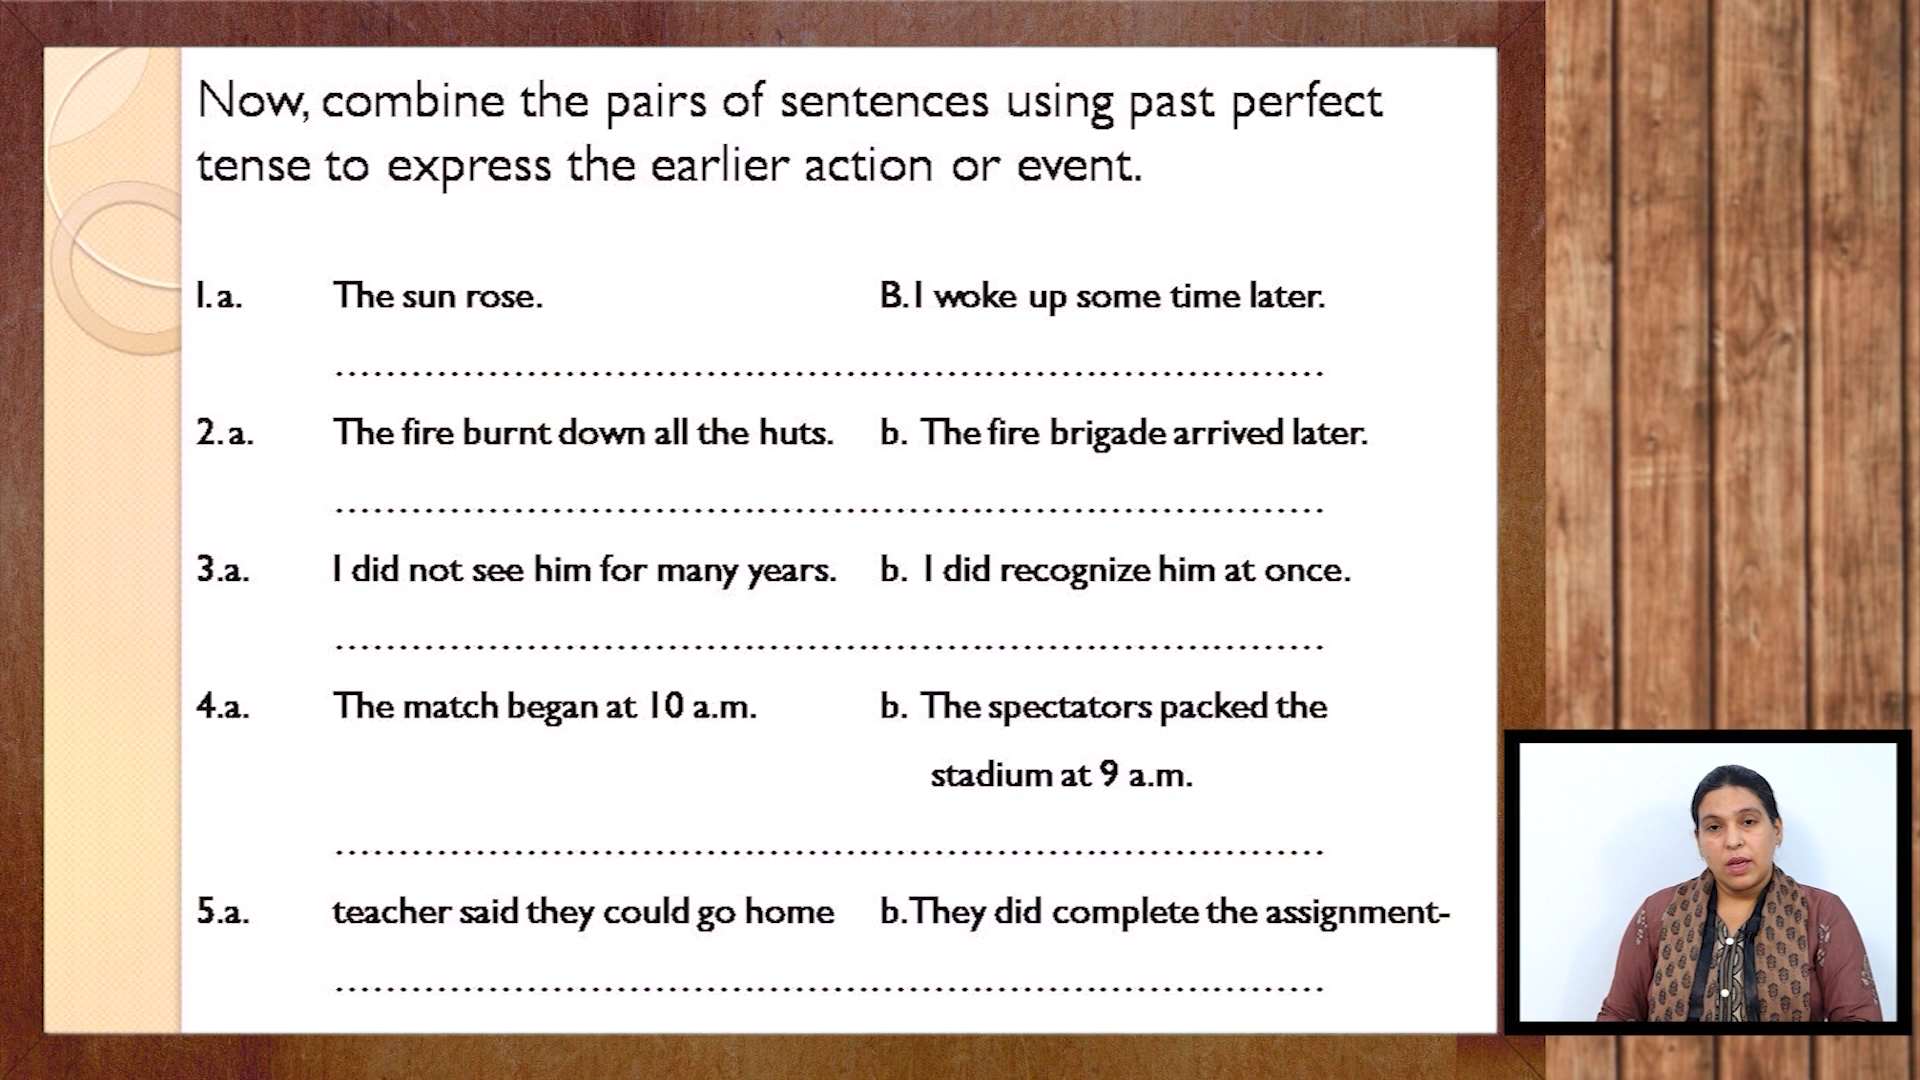 Now, combine the pairs of sentences using past perfect
tense to express the earlier action or event.
1. a. The sun rose. B. I woke up some time later.
....................................................................................
2. a. The fire burnt down all the huts. b. The fire brigade arrived later.
....................................................................................
3.a. I did not see him for many years. b. I did recognize him at once.
....................................................................................
4.a. The match began at 10 a.m. b. The spectators packed the
stadium at 9 a.m.
....................................................................................
5.a. teacher said they could go home b.They did complete the assignment-
....................................................................................